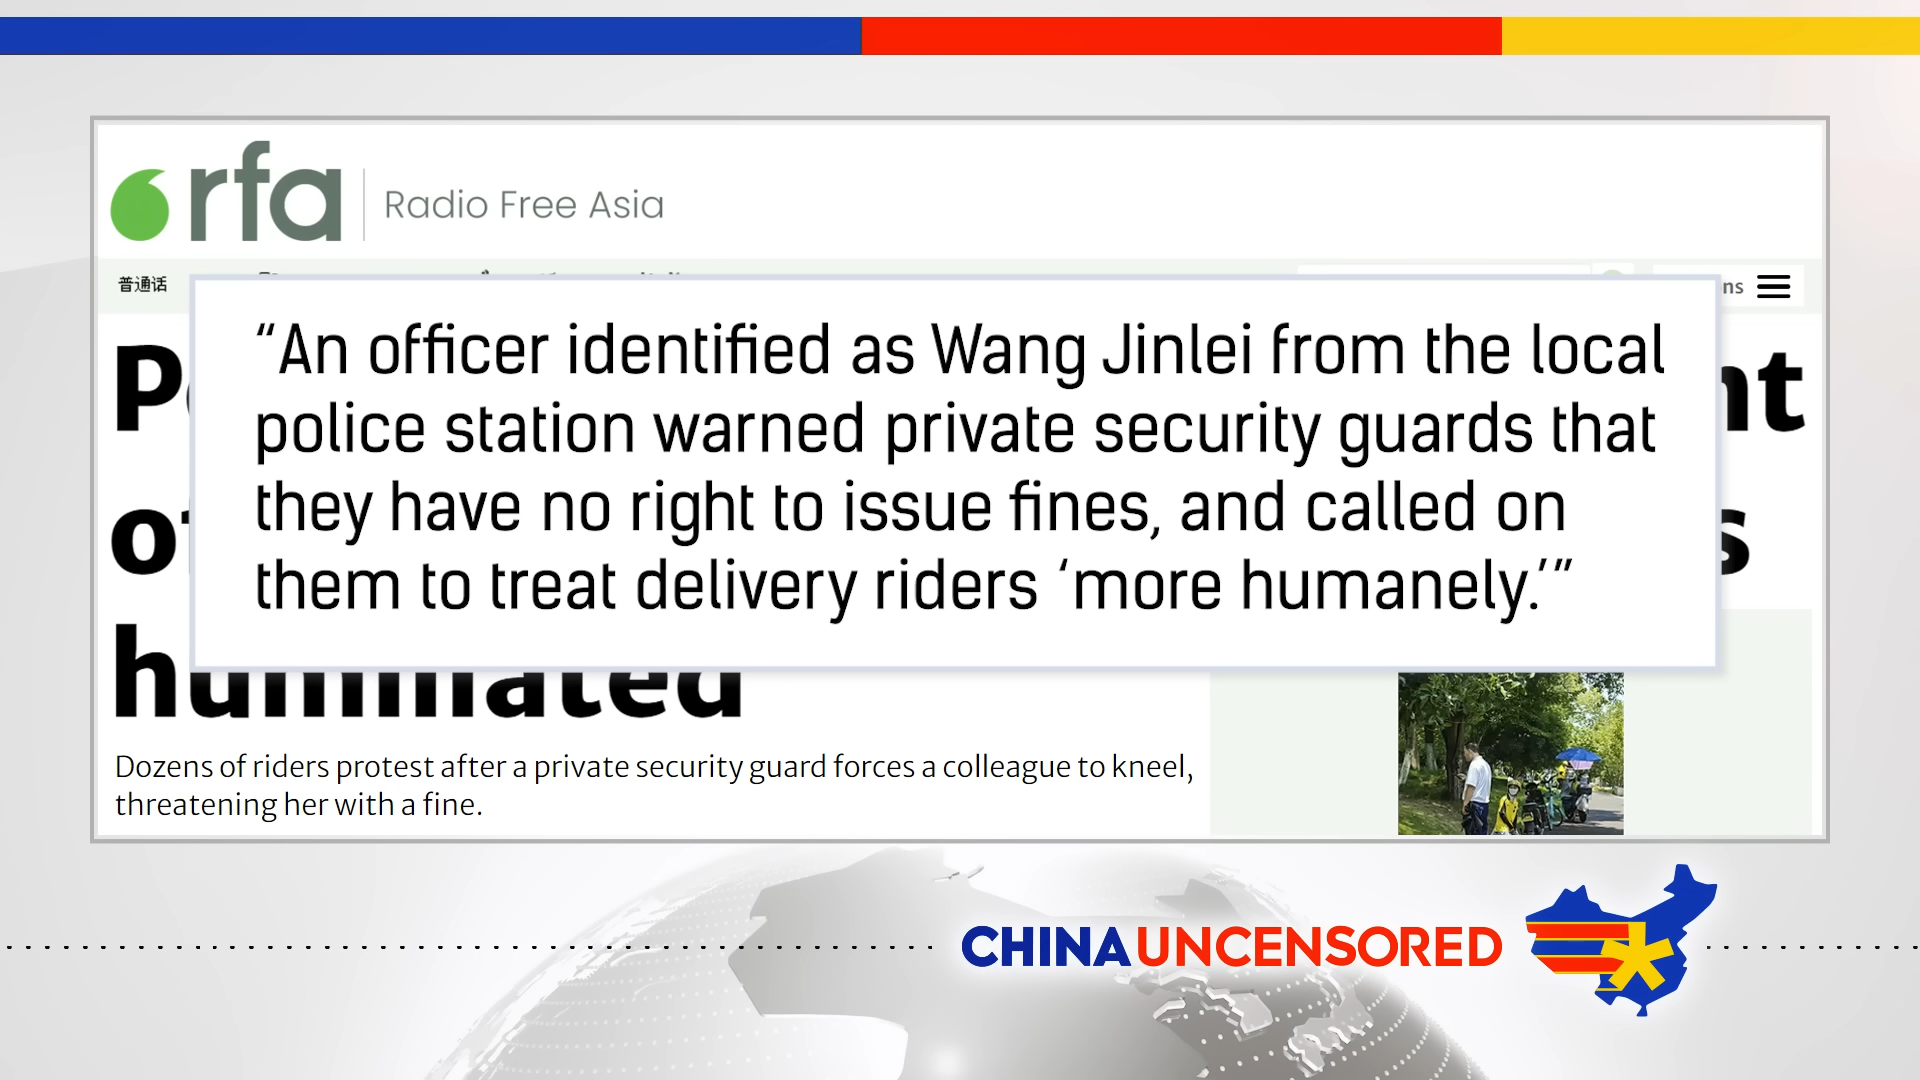 rfa Radio Free Asia
普通话
“An officer identified as Wang Jinlei from the local
police station warned private security guards that
they have no right to issue fines, and called on
them to treat delivery riders ‘more humanely.’”
humiliated
Dozens of riders protest after a private security guard forces a colleague to kneel,
threatening her with a fine.
CHINAUNCENSORED